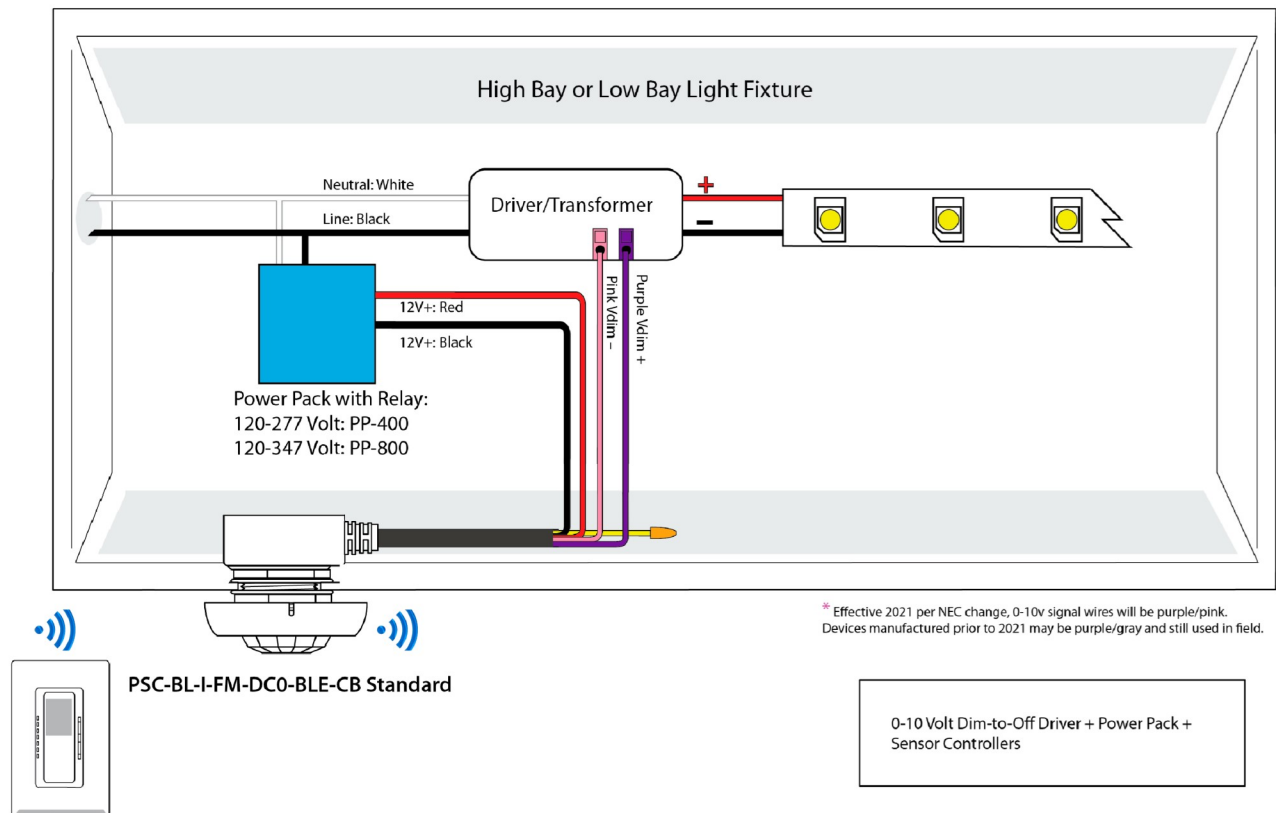 High Bay or Low Bay Light Fixture
Neutral: White
Line: Black
Driver/Transformer
+
−
Pink Vdim −
Purple Vdim +
12V+: Red
12V+: Black
Power Pack with Relay:
120-277 Volt: PP-400
120-347 Volt: PP-800
* Effective 2021 per NEC change, 0-10v signal wires will be purple/pink.
Devices manufactured prior to 2021 may be purple/gray and still used in field.
PSC-BL-I-FM-DC0-BLE-CB Standard
0-10 Volt Dim-to-Off Driver + Power Pack +
Sensor Controllers